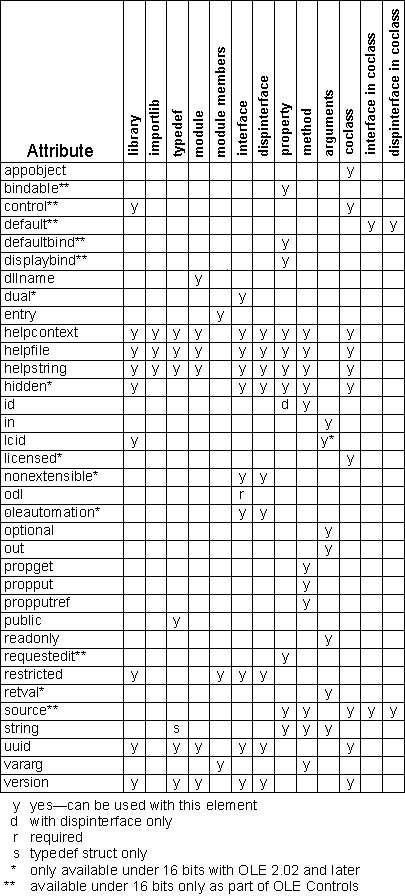 Attribute library importlib typedef module module members interface dispinterface property method arguments coclass interface in coclass dispinterface in coclass
appobject y
bindable** y
control** y y
default** y y
defaultbind** y
displaybind** y
dllname y
dual* y
entry y
helpcontext y y y y y y y y y
helpfile y y y y y y y y y
helpstring y y y y y y y y y
hidden* y y y y y y
id d y
in y
lcid y y*
licensed* y
nonextensible* y y
odl r
oleautomation* y y
optional y
out y
propget y
propput y
propputref y
public y
readonly y
requestedit** y
restricted y y y y
retval* y
source** y y y y y
string s y y y
uuid y y y y y y
vararg y y
version y y y y y y
y yes—can be used with this element
d with dispinterface only
r required
s typedef struct only
* only available under 16 bits with OLE 2.02 and later
** available under 16 bits only as part of OLE Controls